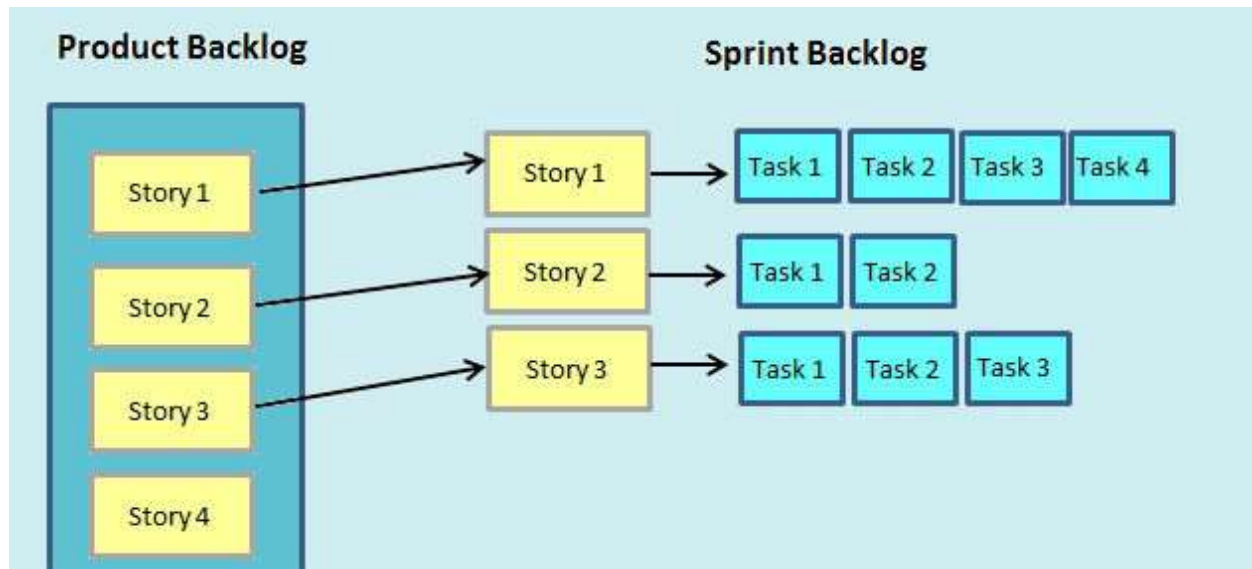 Product Backlog
Sprint Backlog
Story 1
Story 1
Task 1
Task 2
Task 3
Task 4
Story 2
Story 2
Task 1
Task 2
Story 3
Story 3
Task 1
Task 2
Task 3
Story 4